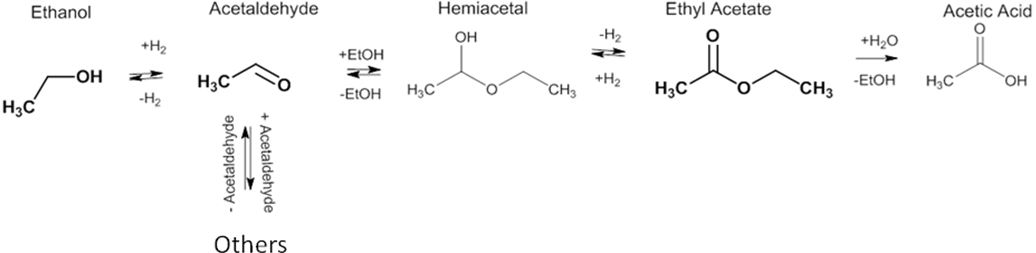 Ethanol
Acetaldehyde
Hemiacetal
Ethyl Acetate
Acetic Acid
+H₂
-H₂
OH
H₃C
H₃C
O
+EtOH
-EtOH
OH
H₃C
O
CH₃
-H₂
+H₂
O
H₃C
O
CH₃
+H₂O
-EtOH
O
H₃C
OH
- Acetaldehyde
+ Acetaldehyde
Others